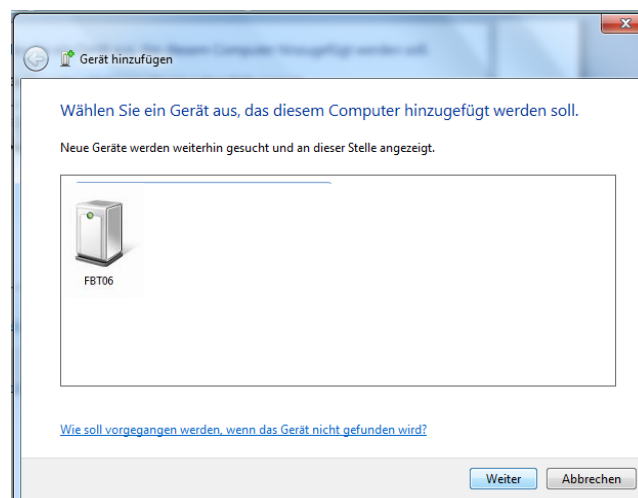 Gerät hinzufügen
Wählen Sie ein Gerät aus, das diesem Computer hinzugefügt werden soll.
Neue Geräte werden weiterhin gesucht und an dieser Stelle angezeigt.
FBT06
Wie soll vorgegangen werden, wenn das Gerät nicht gefunden wird?
Weiter
Abbrechen